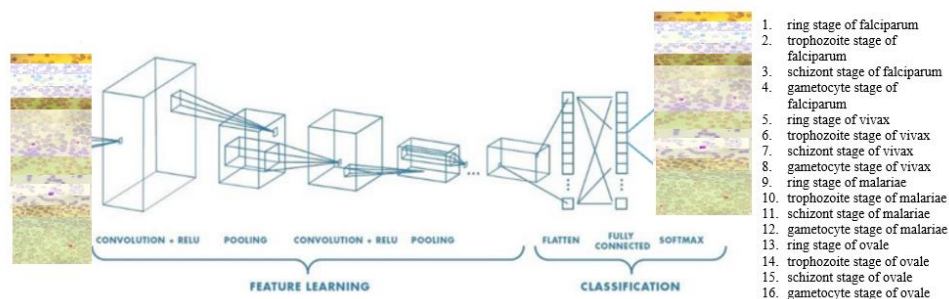 CONVOLUTION + RELU
POOLING
CONVOLUTION + RELU
POOLING
FLATTEN
FULLY
CONNECTED
SOFTMAX
FEATURE LEARNING
CLASSIFICATION
1. ring stage of falciparum
2. trophozoite stage of
falciparum
3. schizont stage of falciparum
4. gametocyte stage of
falciparum
5. ring stage of vivax
6. trophozoite stage of vivax
7. schizont stage of vivax
8. gametocyte stage of vivax
9. ring stage of malariae
10. trophozoite stage of malariae
11. schizont stage of malariae
12. gametocyte stage of malariae
13. ring stage of ovale
14. trophozoite stage of ovale
15. schizont stage of ovale
16. gametocyte stage of ovale